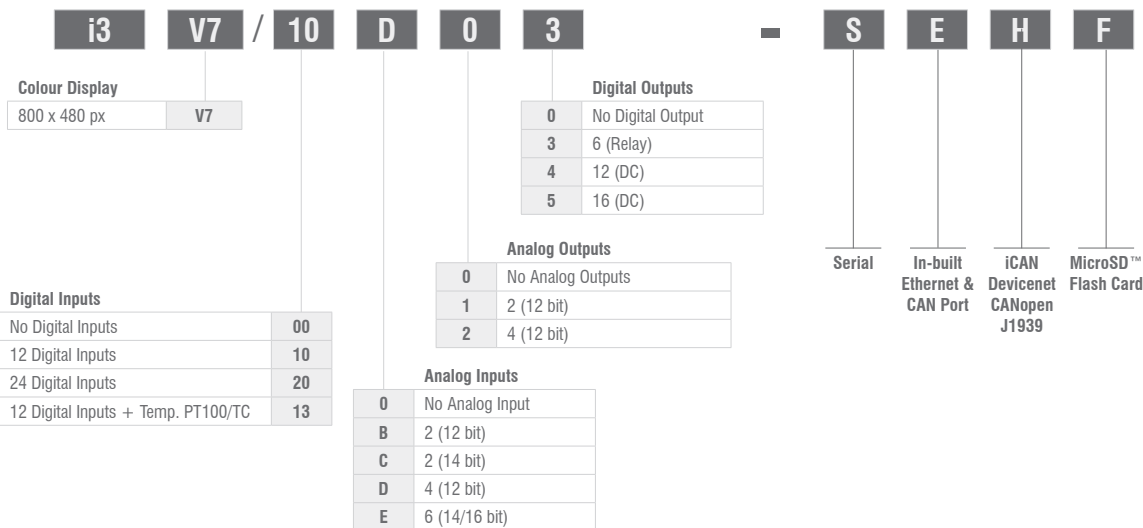 i3 V7 / 10 D 0 3 - S E H F
Colour Display
800 x 480 px V7
Digital Outputs
0 No Digital Output
3 6 (Relay)
4 12 (DC)
5 16 (DC)
Analog Outputs
0 No Analog Outputs
1 2 (12 bit)
2 4 (12 bit)
Serial
In-built
Ethernet &
CAN Port
iCAN
Devicenet
CANopen
J1939
MicroSD™
Flash Card
Digital Inputs
No Digital Inputs 00
12 Digital Inputs 10
24 Digital Inputs 20
12 Digital Inputs + Temp. PT100/TC 13
Analog Inputs
0 No Analog Input
B 2 (12 bit)
C 2 (14 bit)
D 4 (12 bit)
E 6 (14/16 bit)